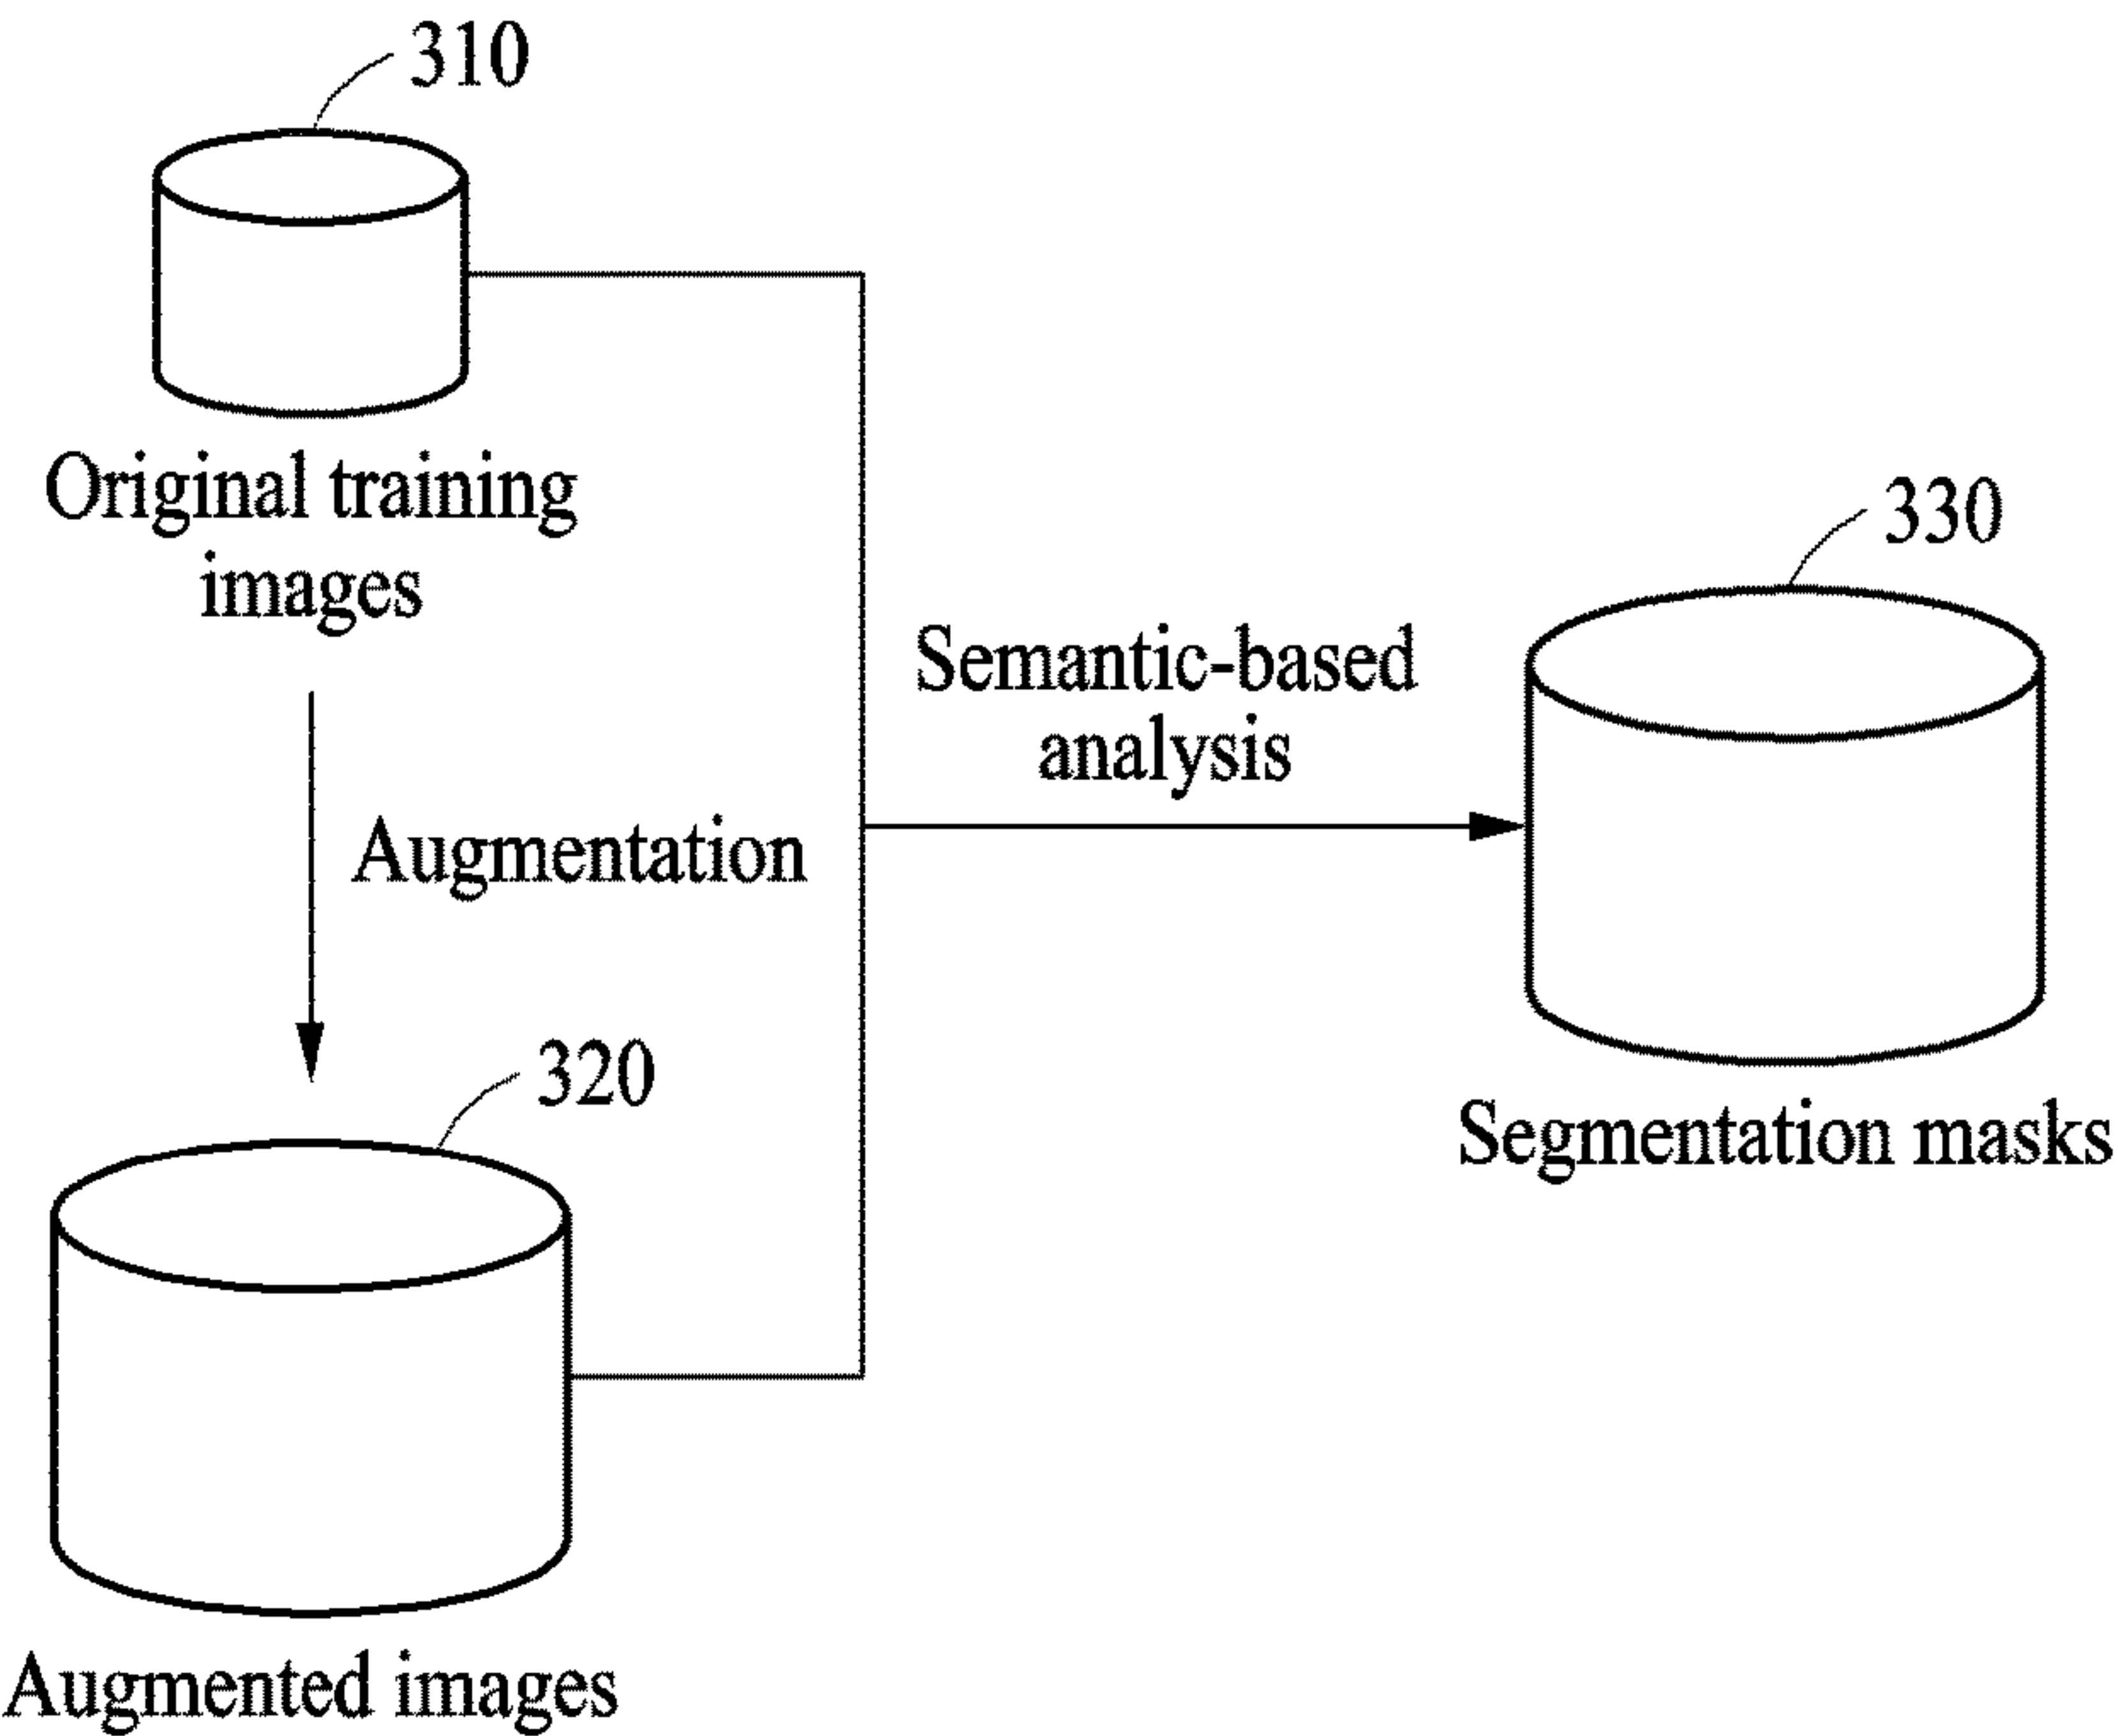 310
Original training
images
Augmentation
320
Augmented images
Semantic-based
analysis
330
Segmentation masks